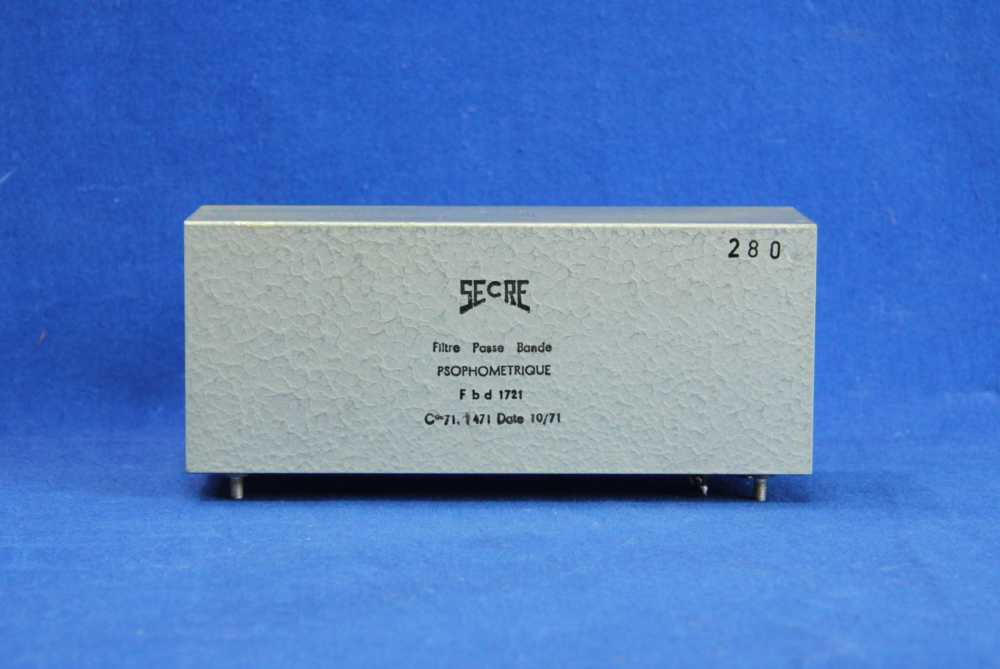 280
SECRE
Filtre Passe Bande
PSOPHOMETRIQUE
F b d 1721
Cᵈᵉ 71.1471 Date 10/71